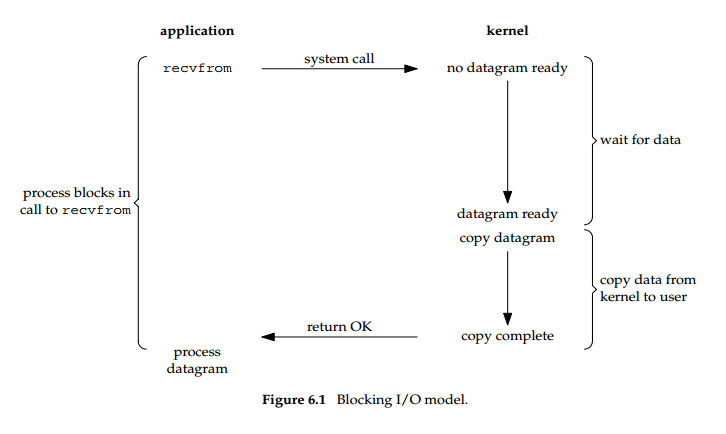 application
kernel
recvfrom
system call
no datagram ready
wait for data
process blocks in
call to recvfrom
datagram ready
copy datagram
copy data from
kernel to user
return OK
copy complete
process
datagram
Figure 6.1 Blocking I/O model.